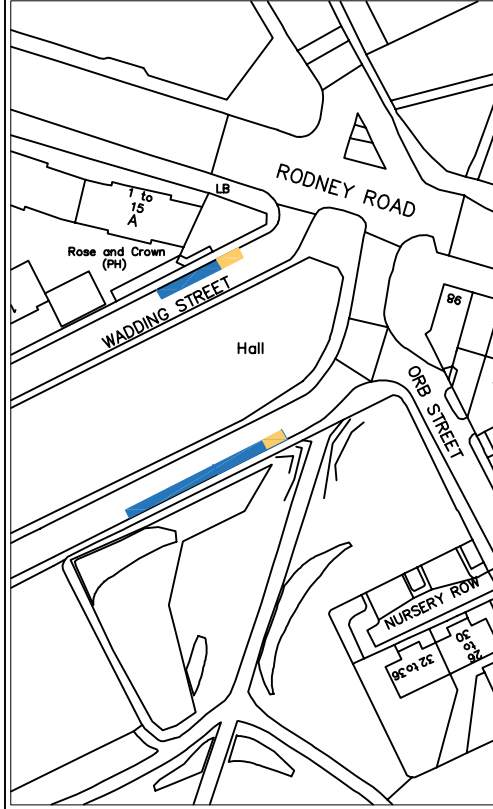 RODNEY ROAD
LB
1 to
15
A
Rose and Crown
(PH)
WADDING STREET
Hall
98
ORB STREET
NURSERY ROW
26
to
30
32 to 36